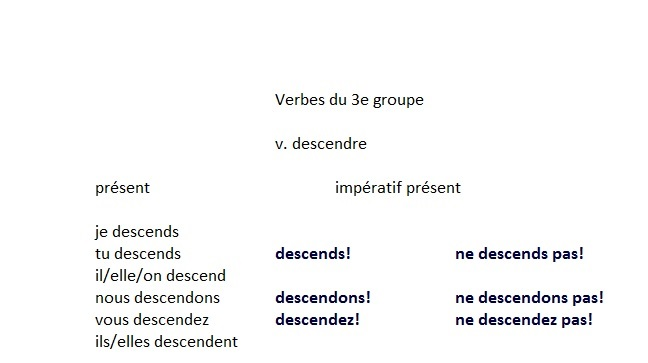 Verbes du 3e groupe
v. descendre
présent impératif présent
je descends
tu descends descends! ne descends pas!
il/elle/on descend
nous descendons descendons! ne descendons pas!
vous descendez descendez! ne descendez pas!
ils/elles descendent